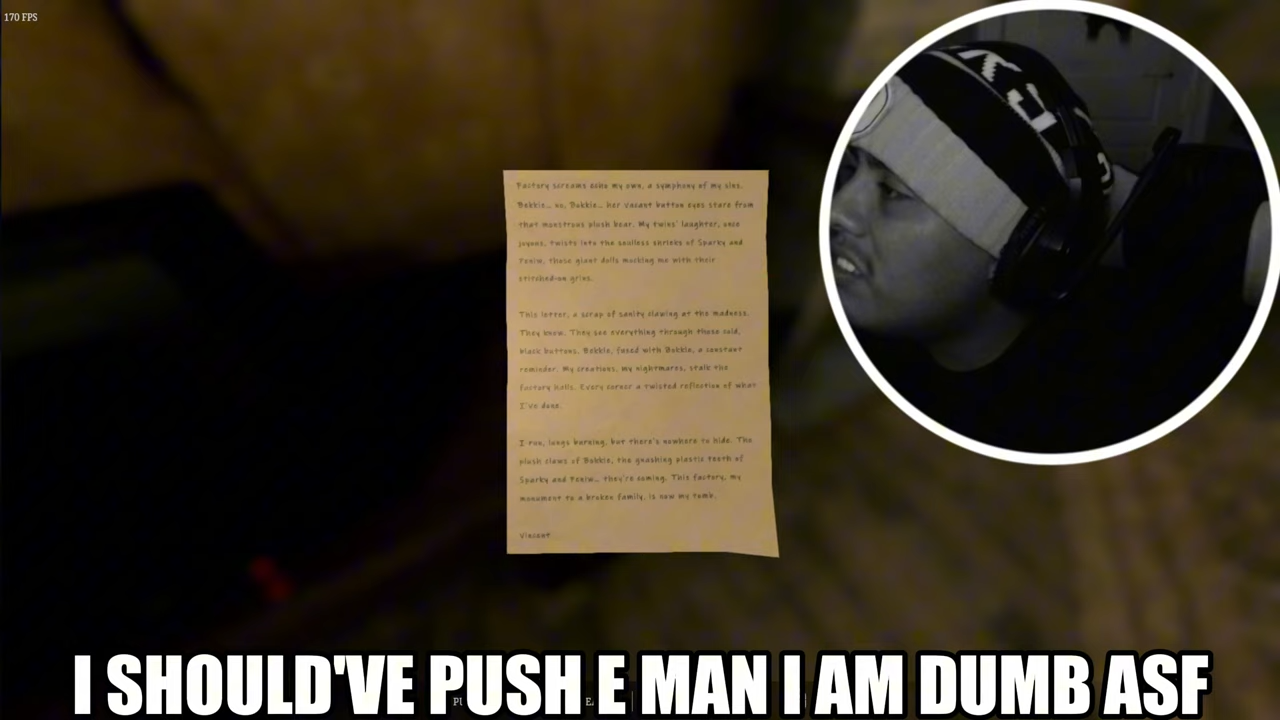 170 FPS
Factory screams echo my own, a symphony of my sins.
Bekkie... no, Bokkie... her vacant button eyes stare from
that monstrous plush bear. My twins' laughter, once
joyous, twists into the soulless shrieks of Sparky and
those giant dolls mocking me with their
stitched-on grins.
This letter, a scrap of sanity clawing at the madness.
They know. They see everything through those cold,
black buttons. Bekkie, fused with Bokkie, a constant
reminder. My creations, my nightmares, stalk the
factory halls. Every corner a twisted reflection of what
I've done.
I run, lungs burning, but there's nowhere to hide. The
plush claws of Bokkie, the gnashing plastic teeth of
Sparky and they're coming. This factory, my
monument to a broken family, is now my tomb.
Vincent
I SHOULD'VE PUSH E MAN I AM DUMB ASF